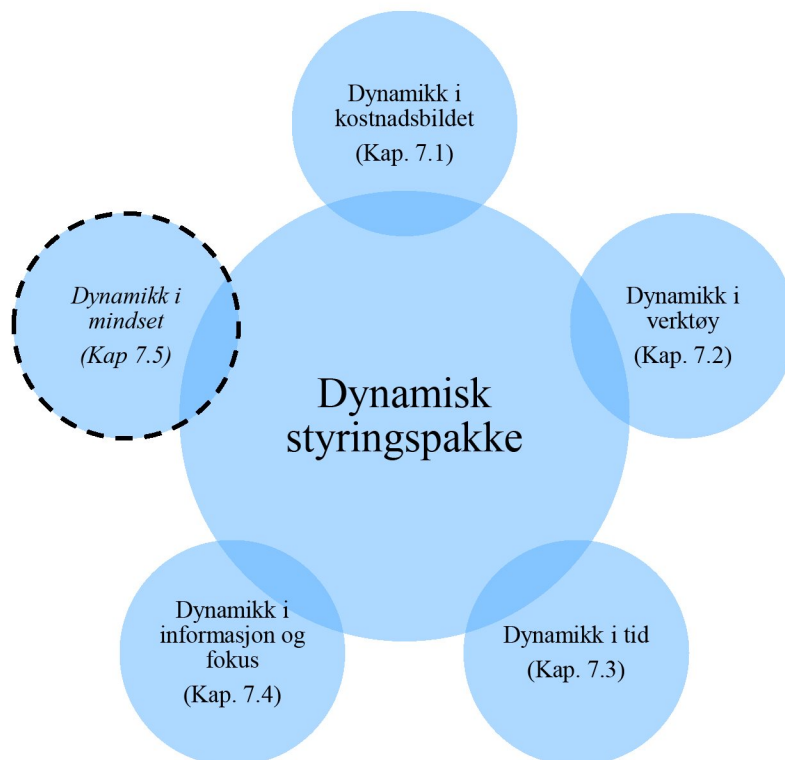 Dynamikk i
kostnadsbildet
(Kap. 7.1)
Dynamikk i
verktøy
(Kap. 7.2)
Dynamikk i tid
(Kap. 7.3)
Dynamikk i
informasjon og
fokus
(Kap. 7.4)
Dynamikk i
mindset
(Kap 7.5)
Dynamisk
styringspakke